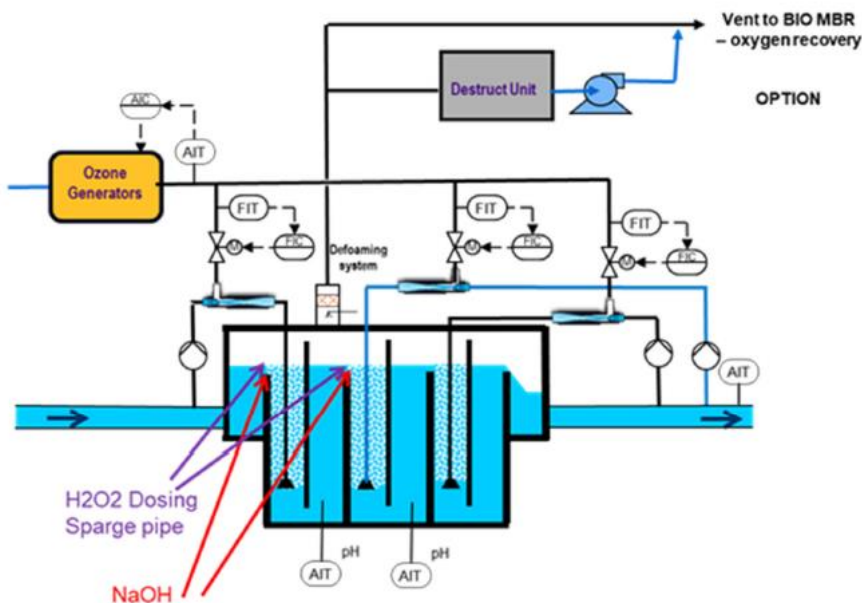 Vent to BIO MBR
– oxygen recovery
Destruct Unit
OPTION
AIC
AIT
Ozone
Generators
FIT
FIT
FIT
FIC
FIC
FIC
M
M
M
Defoaming
system
K
AIT
H2O2 Dosing
Sparge pipe
pH
pH
AIT
AIT
NaOH